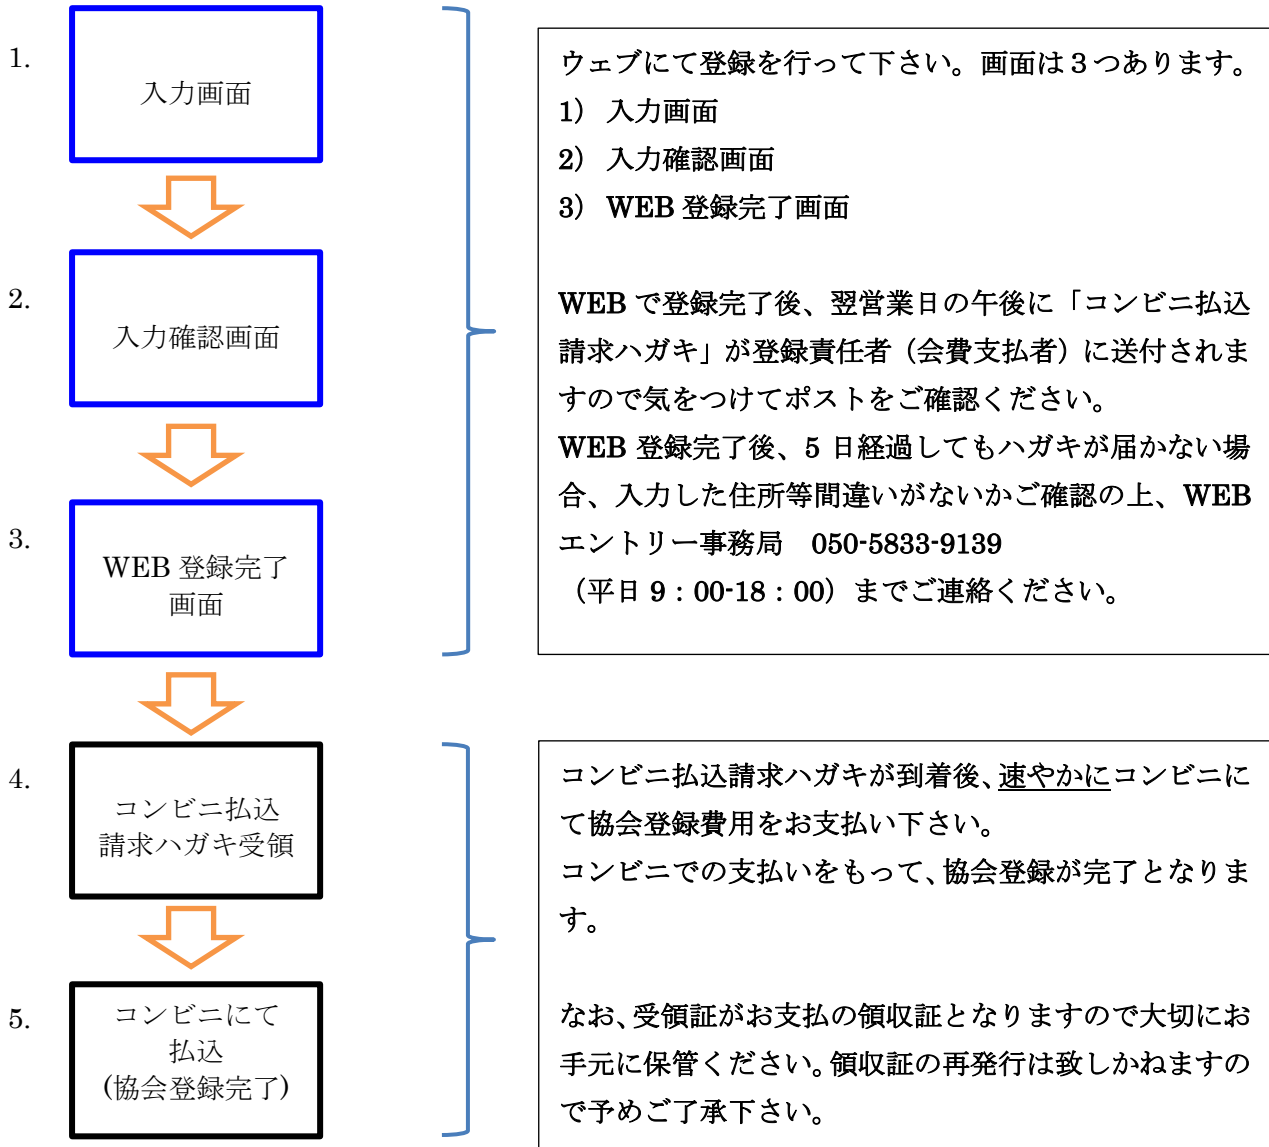 1.
入力画面
2.
入力確認画面
3.
WEB 登録完了
画面
ウェブにて登録を行って下さい。画面は３つあります。
1) 入力画面
2) 入力確認画面
3) WEB 登録完了画面
WEB で登録完了後、翌営業日の午後に「コンビニ払込
請求ハガキ」が登録責任者（会費支払者）に送付されま
すので気をつけてポストをご確認ください。
WEB 登録完了後、5 日経過してもハガキが届かない場
合、入力した住所等間違いがないかご確認の上、WEB
エントリー事務局　050-5833-9139
（平日 9：00-18：00）までご連絡ください。
4.
コンビニ払込
請求ハガキ受領
5.
コンビニにて
払込
(協会登録完了)
コンビニ払込請求ハガキが到着後、速やかにコンビニに
て協会登録費用をお支払い下さい。
コンビニでの支払いをもって、協会登録が完了となりま
す。
なお、受領証がお支払の領収証となりますので大切にお
手元に保管ください。領収証の再発行は致しかねますの
で予めご了承下さい。